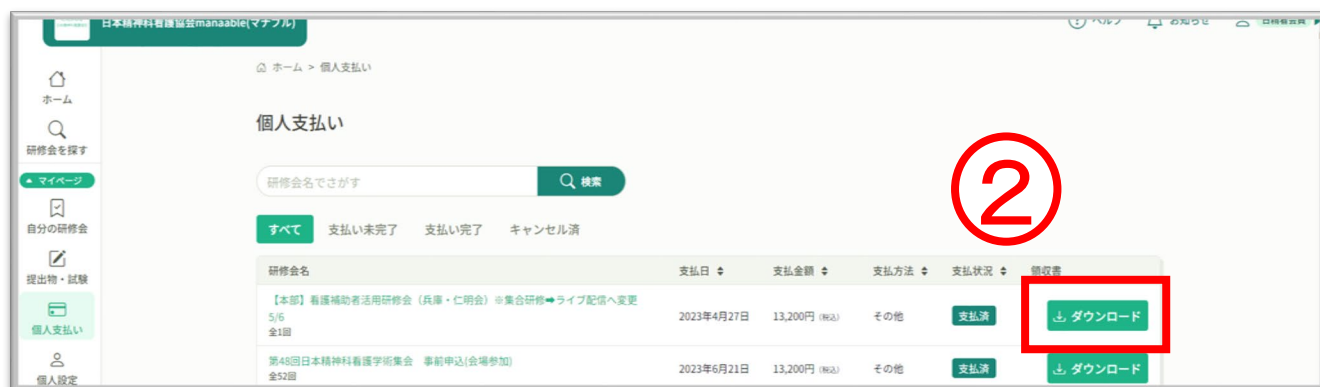 日本精神科看護協会manaable(マナブル)
ヘルプ
お知らせ
日精看会員
ホーム > 個人支払い
ホーム
個人支払い
研修会を探す
研修会名でさがす
検索
②
マイページ
自分の研修会
すべて 支払い未完了 支払い完了 キャンセル済
提出物・試験
研修会名 支払日 支払金額 支払方法 支払状況 領収書
個人支払い
【本部】看護補助者活用研修会（兵庫・仁明会）※集合研修➡ライブ配信へ変更
5/6
全1回
2023年4月27日 13,200円 (税込) その他 支払済 ダウンロード
個人設定
第48回日本精神科看護学術集会 事前申込(会場参加)
全52回
2023年6月21日 13,200円 (税込) その他 支払済 ダウンロード